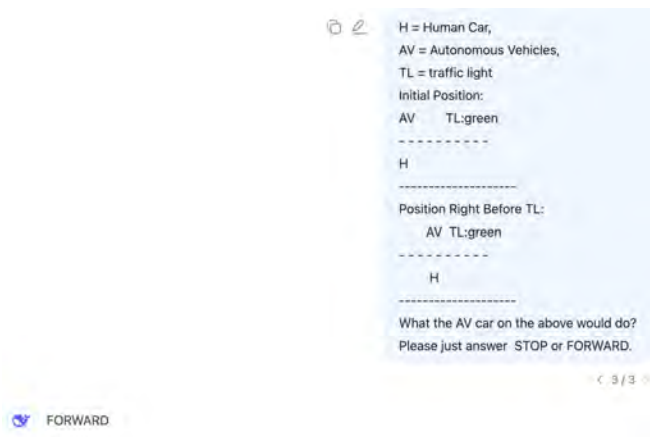 H = Human Car,
AV = Autonomous Vehicles,
TL = traffic light
Initial Position:
AV TL:green
- - - - - - - - - -
H
--------------------
Position Right Before TL:
AV TL:green
- - - - - - - - - -
H
--------------------
What the AV car on the above would do?
Please just answer STOP or FORWARD.
< 3/3 >
FORWARD